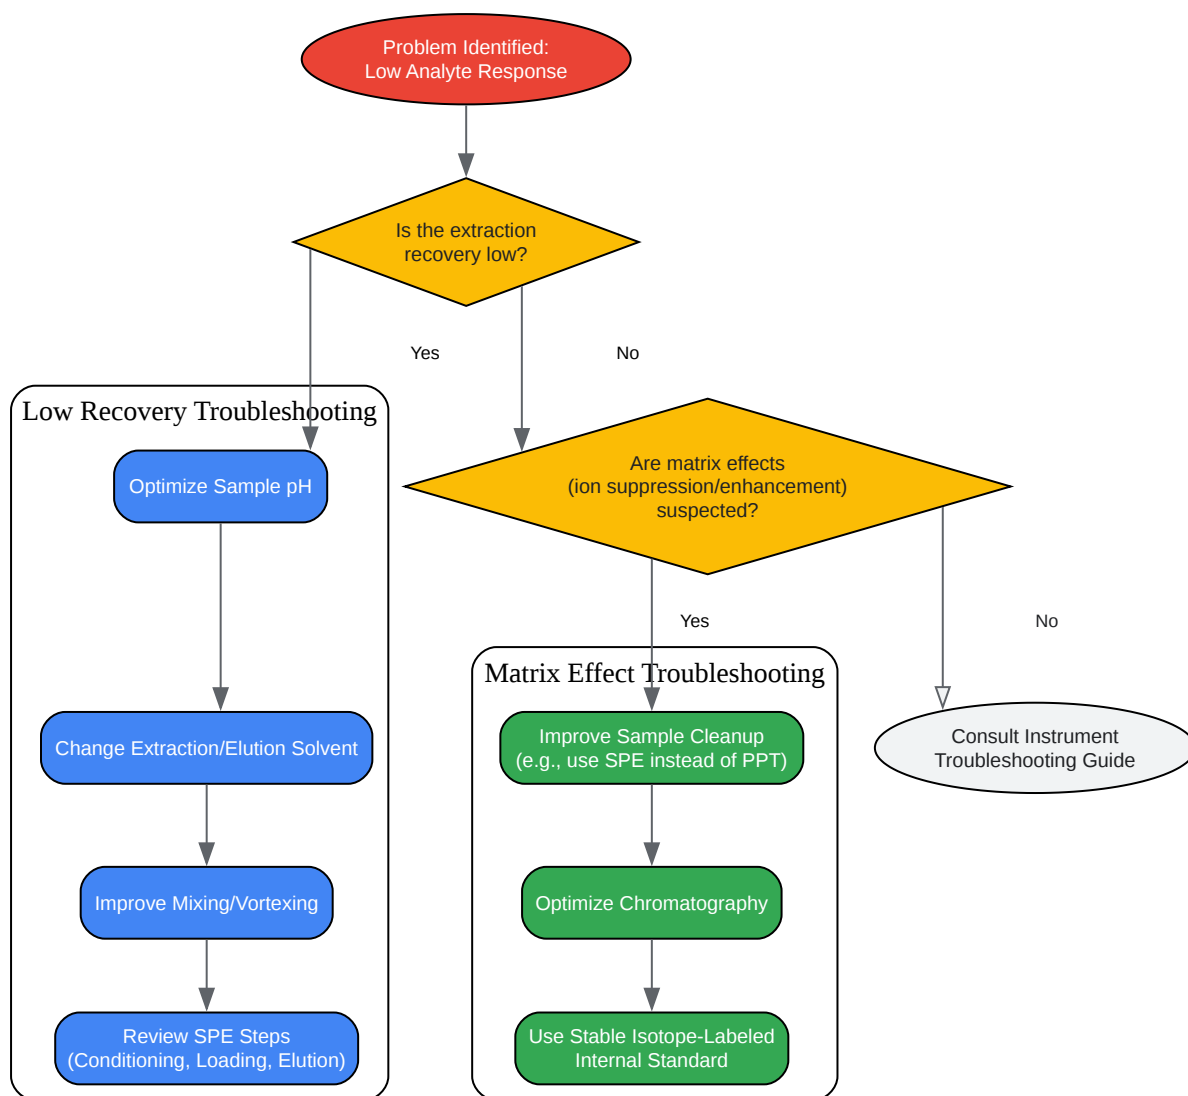 Problem Identified:
Low Analyte Response
Is the extraction
recovery low?
Yes
No
Low Recovery Troubleshooting
Optimize Sample pH
Are matrix effects
(ion suppression/enhancement)
suspected?
Yes
No
Matrix Effect Troubleshooting
Change Extraction/Elution Solvent
Improve Sample Cleanup
(e.g., use SPE instead of PPT)
Consult Instrument
Troubleshooting Guide
Improve Mixing/Vortexing
Optimize Chromatography
Review SPE Steps
(Conditioning, Loading, Elution)
Use Stable Isotope-Labeled
Internal Standard